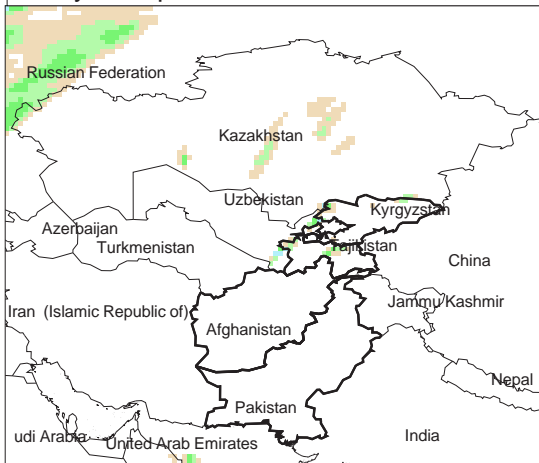 Russian Federation
Kazakhstan
Uzbekistan
Kyrgyzstan
Azerbaijan
Turkmenistan
Tajikistan
China
Iran (Islamic Republic of)
Jammu/Kashmir
Afghanistan
Nepal
Pakistan
udi Arabia
United Arab Emirates
India